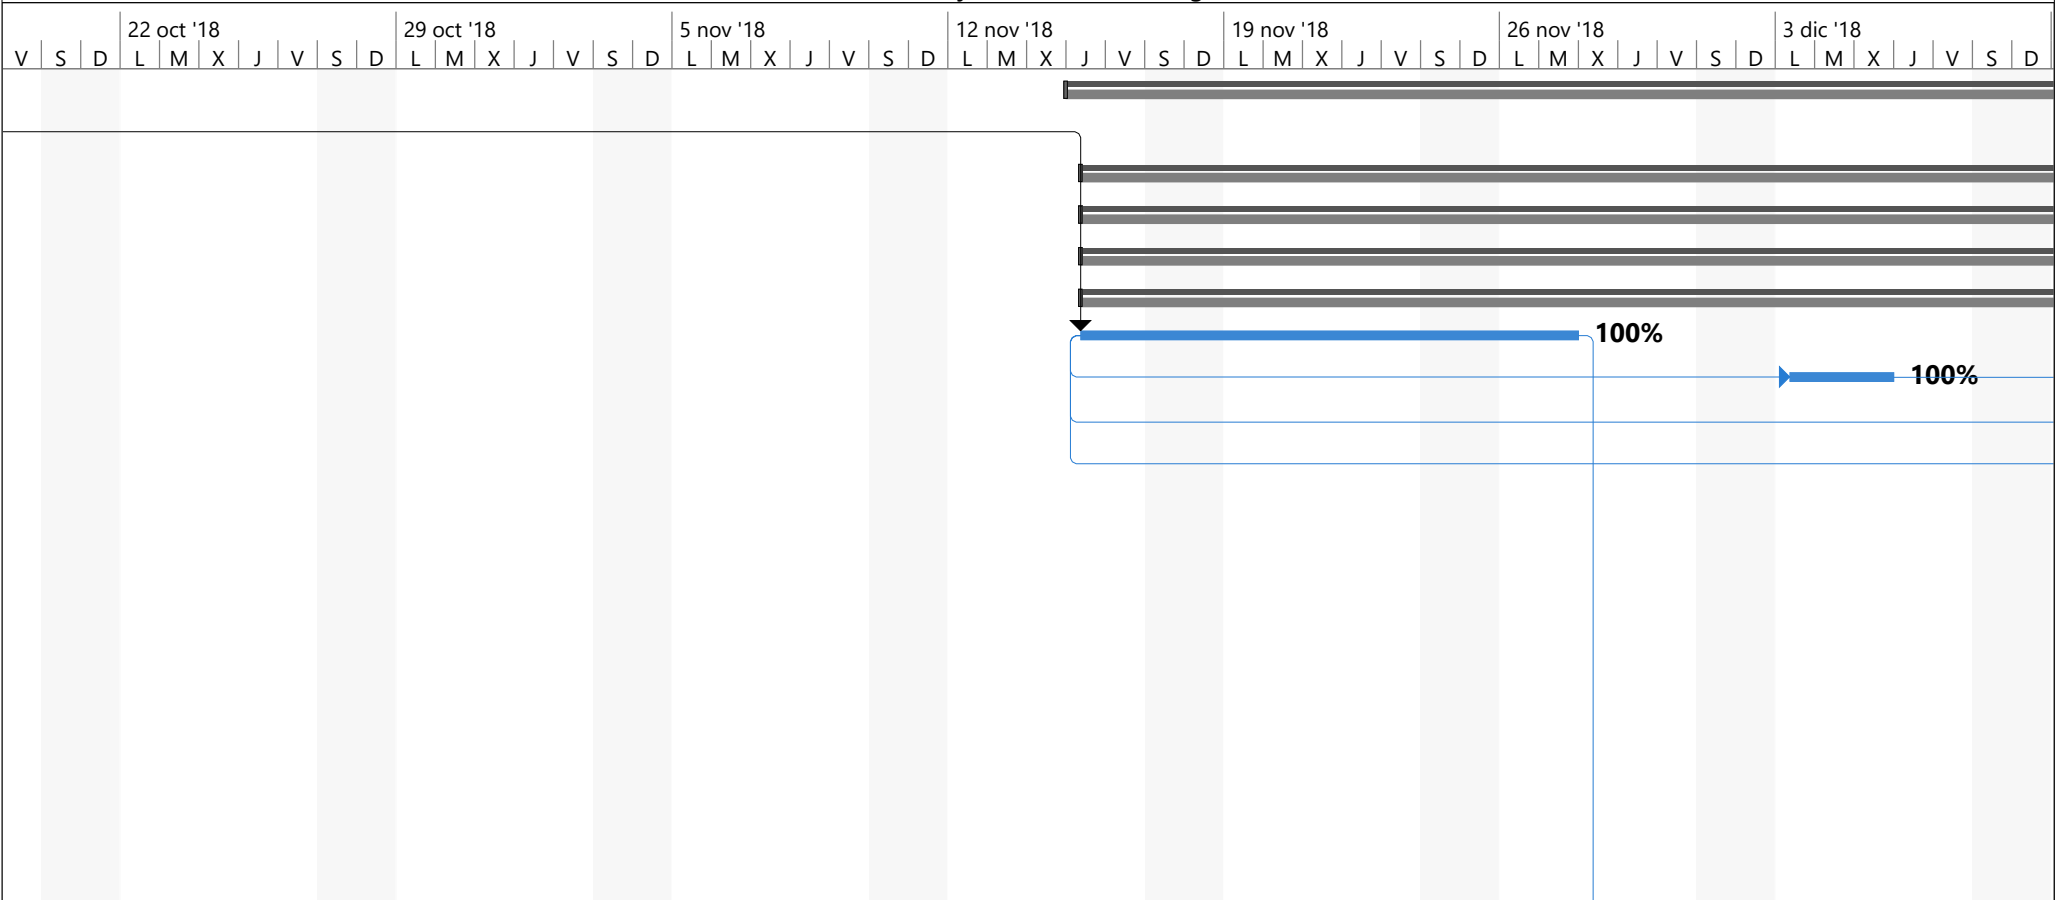 22 oct '18 29 oct '18 5 nov '18 12 nov '18 19 nov '18 26 nov '18 3 dic '18
V S D L M X J V S D L M X J V S D L M X J V S D L M X J V S D L M X J V S D L M X J V S D L M X J V S D
100%
100%